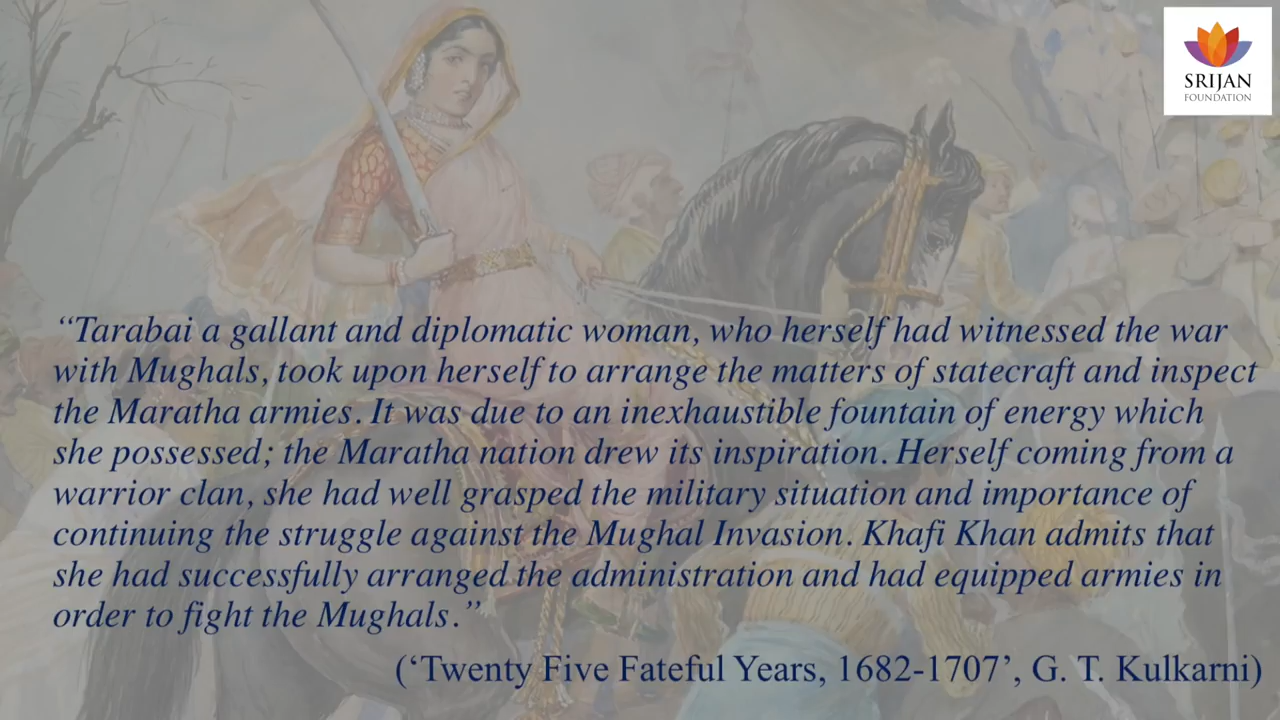 SRIJAN
FOUNDATION
“Tarabai a gallant and diplomatic woman, who herself had witnessed the war
with Mughals, took upon herself to arrange the matters of statecraft and inspect
the Maratha armies. It was due to an inexhaustible fountain of energy which
she possessed; the Maratha nation drew its inspiration. Herself coming from a
warrior clan, she had well grasped the military situation and importance of
continuing the struggle against the Mughal Invasion. Khafi Khan admits that
she had successfully arranged the administration and had equipped armies in
order to fight the Mughals.”
(‘Twenty Five Fateful Years, 1682-1707’, G. T. Kulkarni)